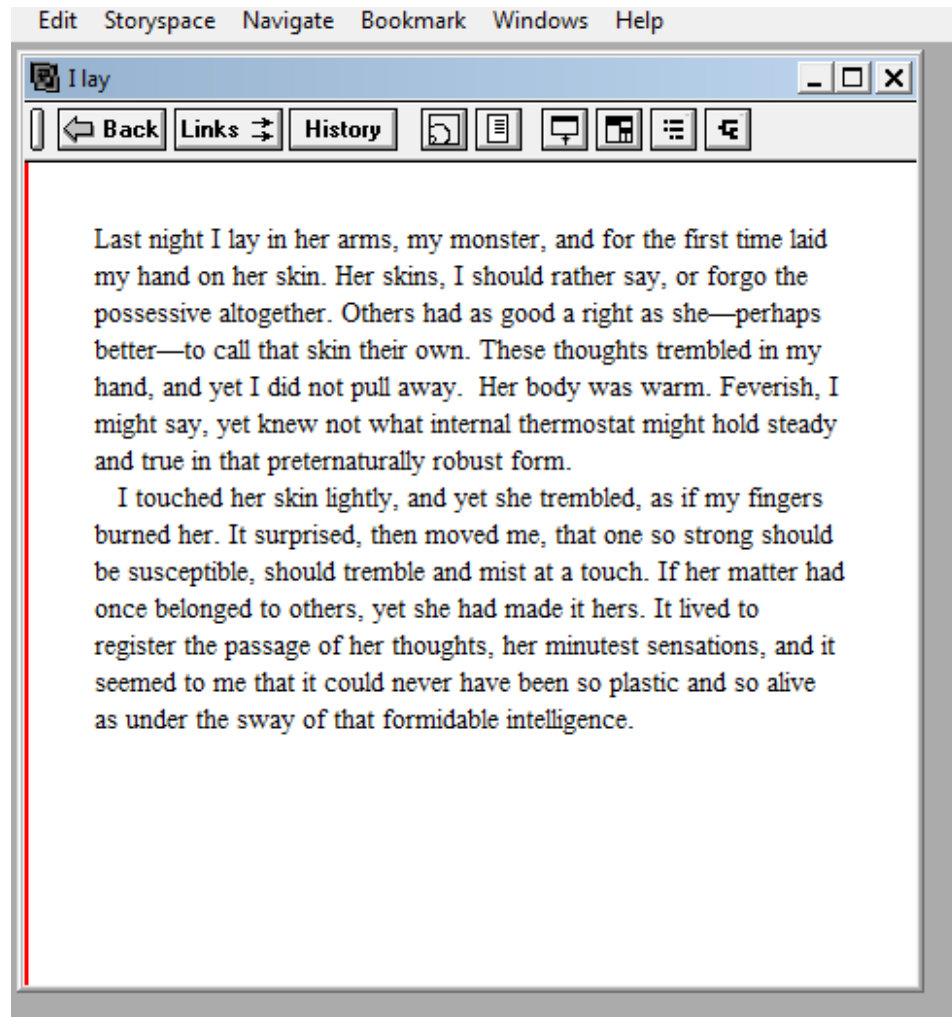 Edit Storyspace Navigate Bookmark Windows Help
I lay
Back Links History
Last night I lay in her arms, my monster, and for the first time laid
my hand on her skin. Her skins, I should rather say, or forgo the
possessive altogether. Others had as good a right as she—perhaps
better—to call that skin their own. These thoughts trembled in my
hand, and yet I did not pull away.  Her body was warm. Feverish, I
might say, yet knew not what internal thermostat might hold steady
and true in that preternaturally robust form.
I touched her skin lightly, and yet she trembled, as if my fingers
burned her. It surprised, then moved me, that one so strong should
be susceptible, should tremble and mist at a touch. If her matter had
once belonged to others, yet she had made it hers. It lived to
register the passage of her thoughts, her minutest sensations, and it
seemed to me that it could never have been so plastic and so alive
as under the sway of that formidable intelligence.